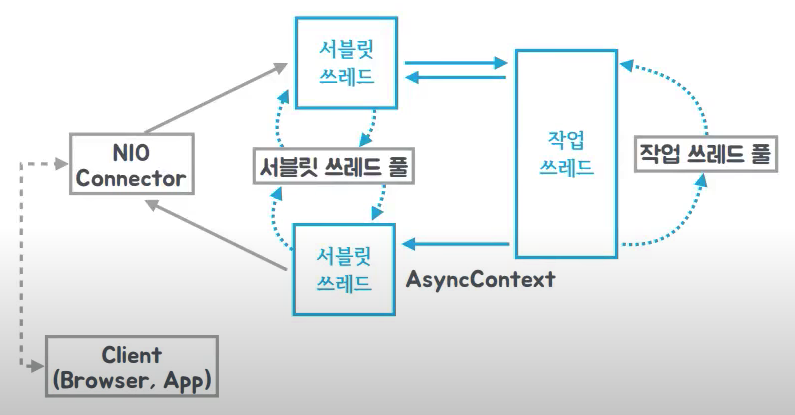 서블릿
쓰레드
작업
쓰레드
NIO
Connector
서블릿 쓰레드 풀
작업 쓰레드 풀
서블릿
쓰레드
AsyncContext
Client
(Browser, App)